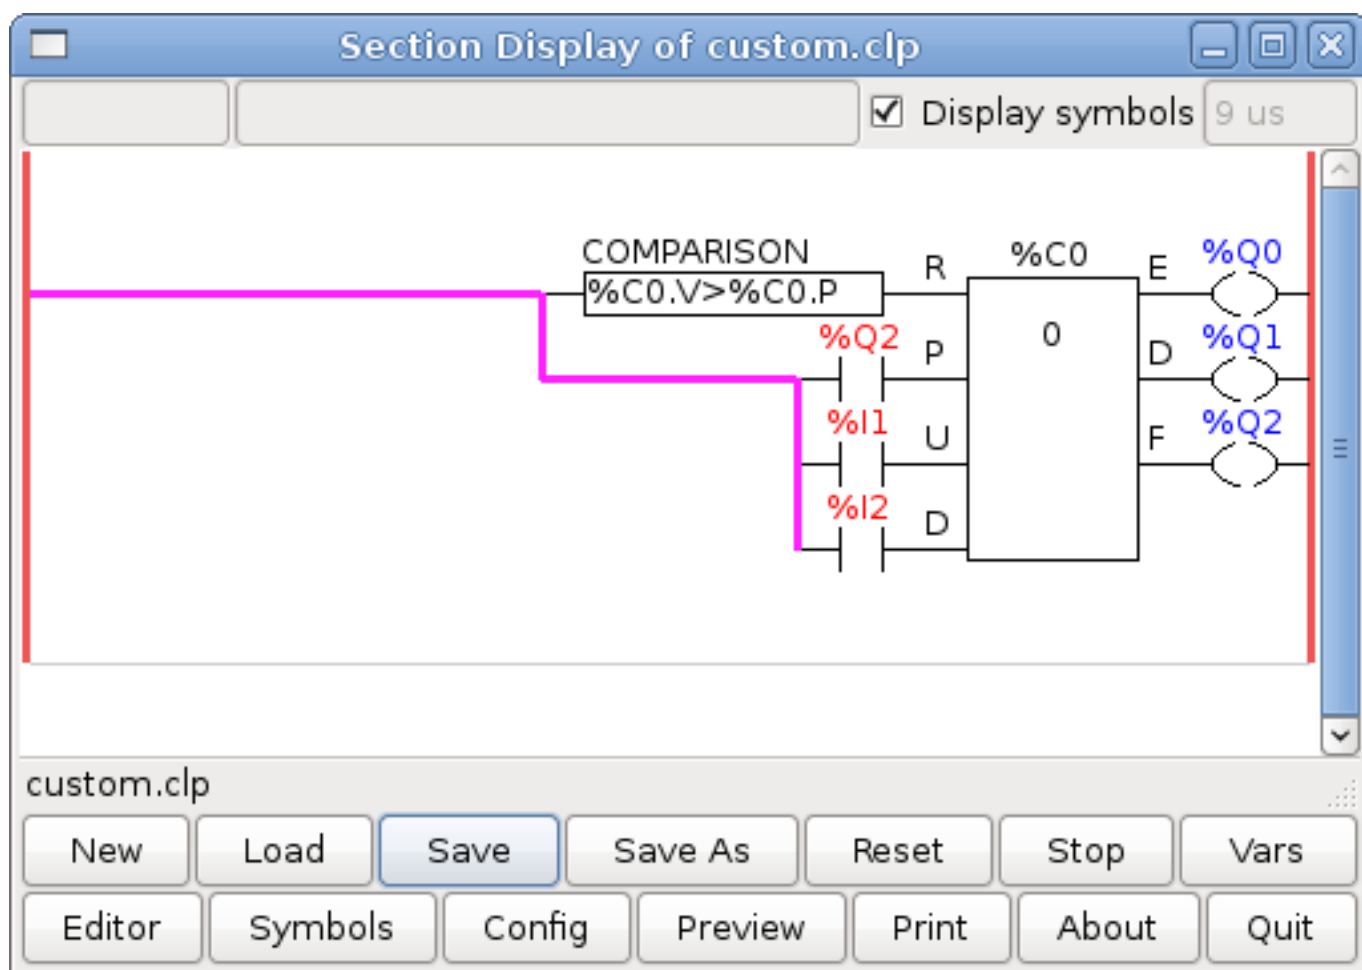 Section Display of custom.clp
Display symbols 9 us
COMPARISON R %C0 E %Q0
%C0.V>%C0.P
%Q2 P 0 D %Q1
%I1 U F %Q2
%I2 D
custom.clp
New Load Save Save As Reset Stop Vars
Editor Symbols Config Preview Print About Quit